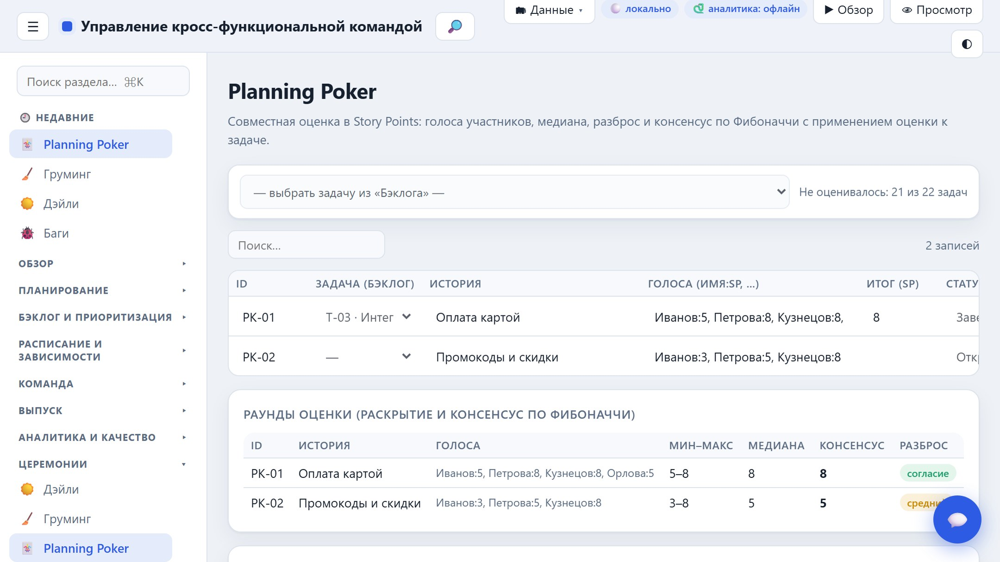 Управление кросс-функциональной командой
Данные
локально
аналитика: офлайн
Обзор
Просмотр
Поиск раздела... ⌘K
НЕДАВНИЕ
Planning Poker
Груминг
Дэйли
Баги
ОБЗОР
ПЛАНИРОВАНИЕ
БЭКЛОГ И ПРИОРИТИЗАЦИЯ
РАСПИСАНИЕ И
ЗАВИСИМОСТИ
КОМАНДА
ВЫПУСК
АНАЛИТИКА И КАЧЕСТВО
ЦЕРЕМОНИИ
Дэйли
Груминг
Planning Poker
Planning Poker
Совместная оценка в Story Points: голоса участников, медиана, разброс и консенсус по Фибоначчи с применением оценки к
задаче.
— выбрать задачу из «Бэклога» —
Не оценивалось: 21 из 22 задач
Поиск...
2 записей
ID ЗАДАЧА (БЭКЛОГ) ИСТОРИЯ ГОЛОСА (ИМЯ:SP, ...) ИТОГ (SP) СТАТУ
PK-01 T-03 · Интег Оплата картой Иванов:5, Петрова:8, Кузнецов:8, 8 Заве
PK-02 — Промокоды и скидки Иванов:3, Петрова:5, Кузнецов:8 Откр
РАУНДЫ ОЦЕНКИ (РАСКРЫТИЕ И КОНСЕНСУС ПО ФИБОНАЧЧИ)
ID ИСТОРИЯ ГОЛОСА МИН–МАКС МЕДИАНА КОНСЕНСУС РАЗБРОС
PK-01 Оплата картой Иванов:5, Петрова:8, Кузнецов:8, Орлова:5 5–8 8 8 согласие
PK-02 Промокоды и скидки Иванов:3, Петрова:5, Кузнецов:8 3–8 5 5 средни